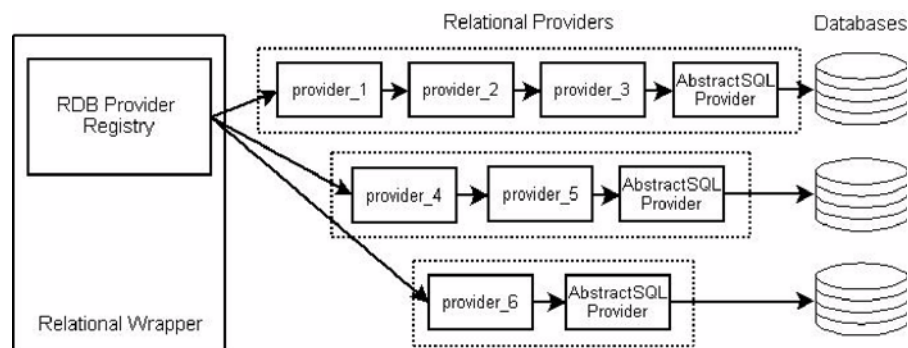 Relational Providers
Databases
RDB Provider
Registry
provider_1
provider_2
provider_3
AbstractSQL
Provider
provider_4
provider_5
AbstractSQL
Provider
provider_6
AbstractSQL
Provider
Relational Wrapper